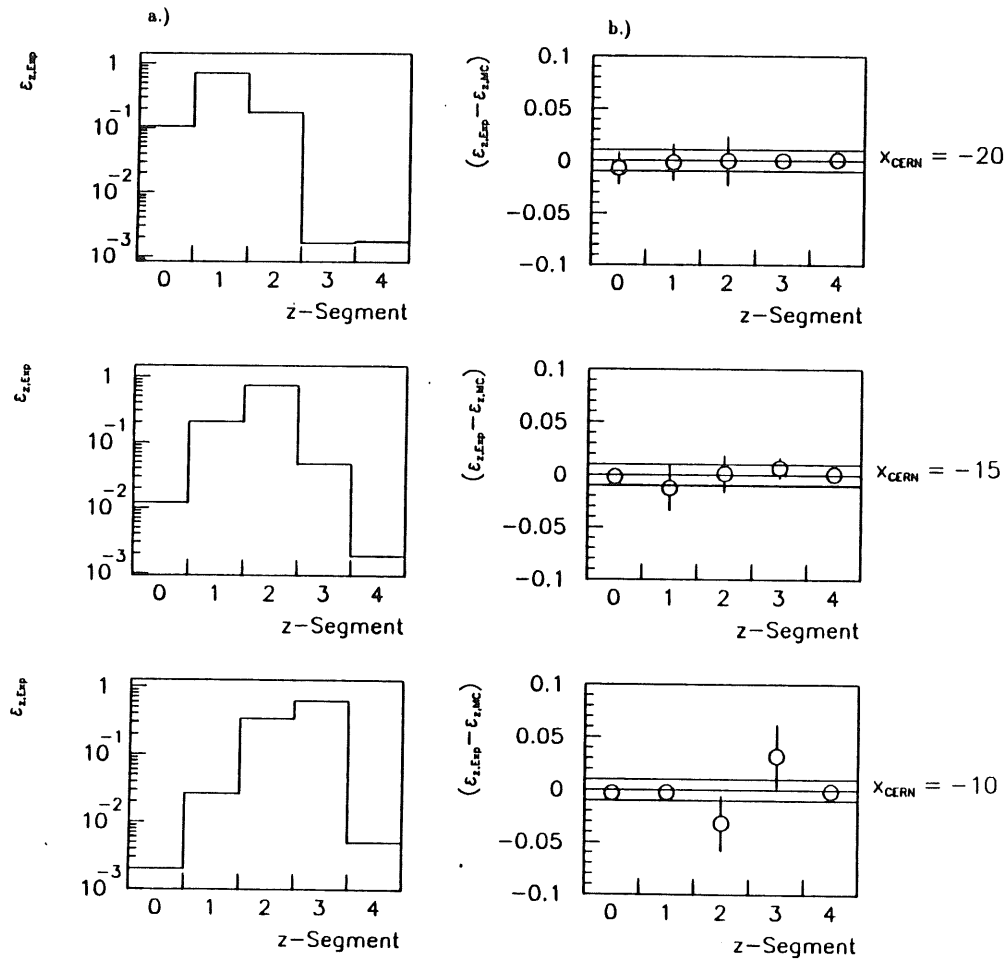 a.)
b.)
ε_z,Exp
1
10^-1
10^-2
10^-3
0 1 2 3 4
z-Segment
(ε_z,Exp − ε_z,MC)
0.1
0.05
0
−0.05
−0.1
0 1 2 3 4
z-Segment
x_CERN = −20
ε_z,Exp
1
10^-1
10^-2
10^-3
0 1 2 3 4
z-Segment
(ε_z,Exp − ε_z,MC)
0.1
0.05
0
−0.05
−0.1
0 1 2 3 4
z-Segment
x_CERN = −15
ε_z,Exp
1
10^-1
10^-2
10^-3
0 1 2 3 4
z-Segment
(ε_z,Exp − ε_z,MC)
0.1
0.05
0
−0.05
−0.1
0 1 2 3 4
z-Segment
x_CERN = −10